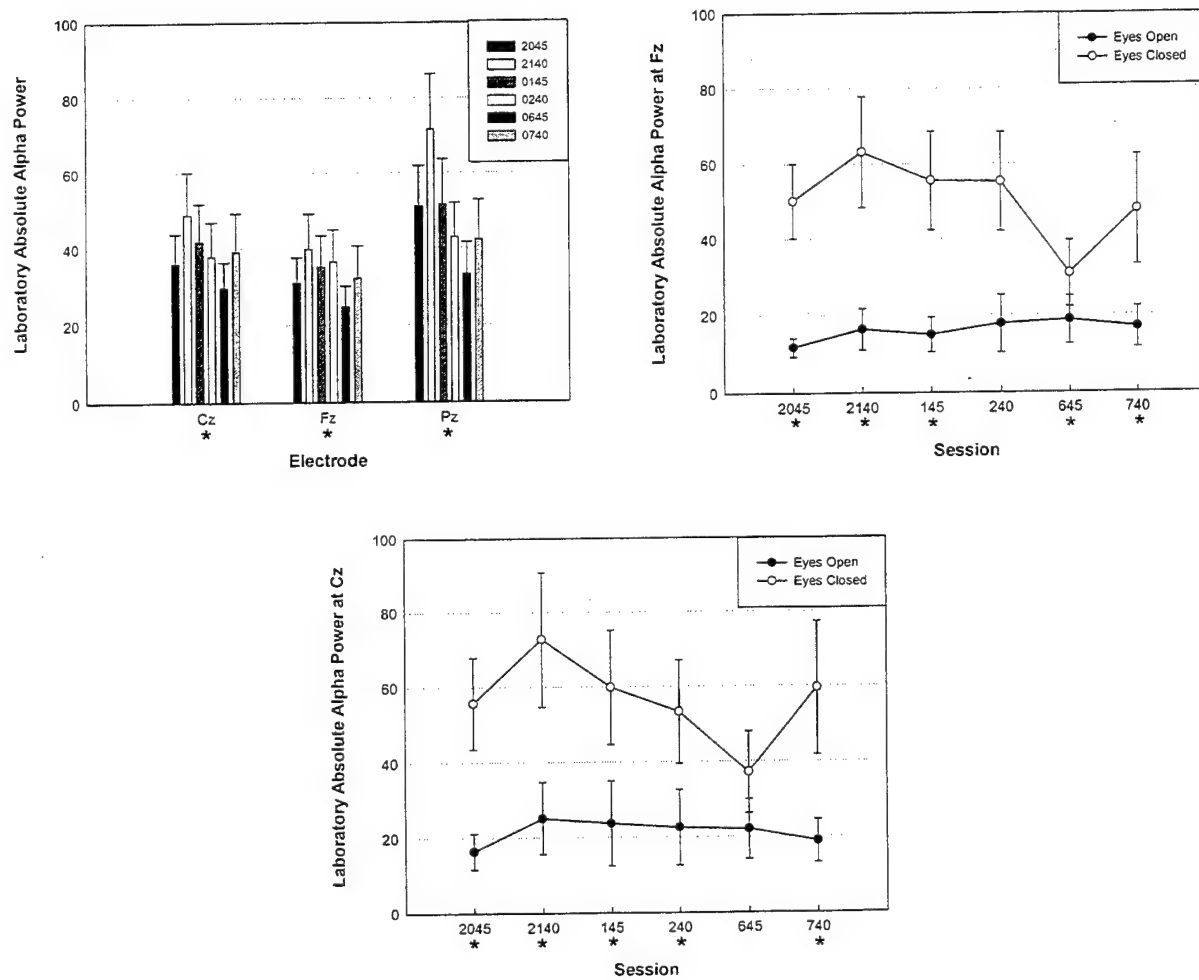 Laboratory Absolute Alpha Power
100
80
60
40
20
0
2045
2140
0145
0240
0645
0740
Cz Fz Pz
* * *
Electrode
Laboratory Absolute Alpha Power at Fz
100
80
60
40
20
0
Eyes Open
Eyes Closed
2045 2140 145 240 645 740
* * * * *
Session
Laboratory Absolute Alpha Power at Cz
100
80
60
40
20
0
Eyes Open
Eyes Closed
2045 2140 145 240 645 740
* * * * *
Session